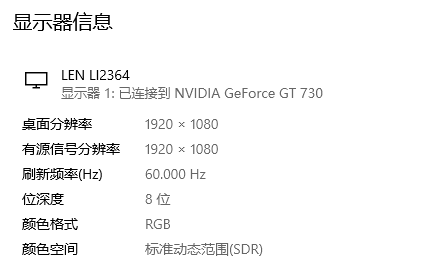 显示器信息
LEN LI2364
显示器 1: 已连接到 NVIDIA GeForce GT 730
桌面分辨率 1920 × 1080
有源信号分辨率 1920 × 1080
刷新频率(Hz) 60.000 Hz
位深度 8 位
颜色格式 RGB
颜色空间 标准动态范围(SDR)